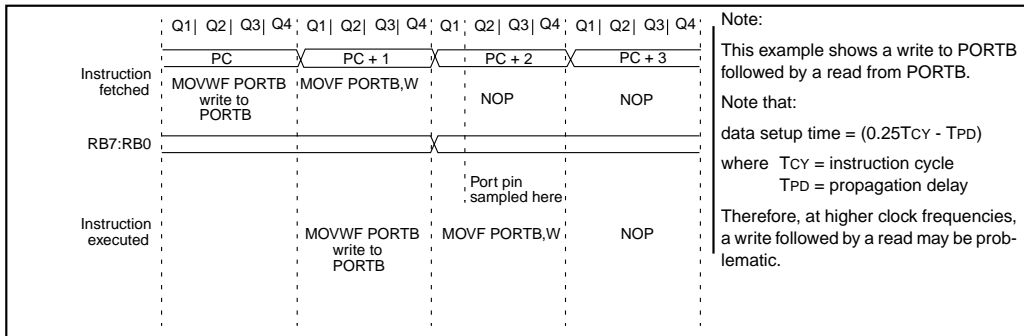 Q1| Q2| Q3| Q4 Q1| Q2| Q3| Q4 Q1| Q2| Q3| Q4 Q1| Q2| Q3| Q4
PC PC + 1 PC + 2 PC + 3
Instruction
fetched
MOVWF PORTB
write to
PORTB
MOVF PORTB,W
NOP
NOP
RB7:RB0
Port pin
sampled here
Instruction
executed
MOVWF PORTB
write to
PORTB
MOVF PORTB,W
NOP
Note:
This example shows a write to PORTB
followed by a read from PORTB.
Note that:
data setup time = (0.25TCY - TPD)
where TCY = instruction cycle
TPD = propagation delay
Therefore, at higher clock frequencies,
a write followed by a read may be prob-
lematic.